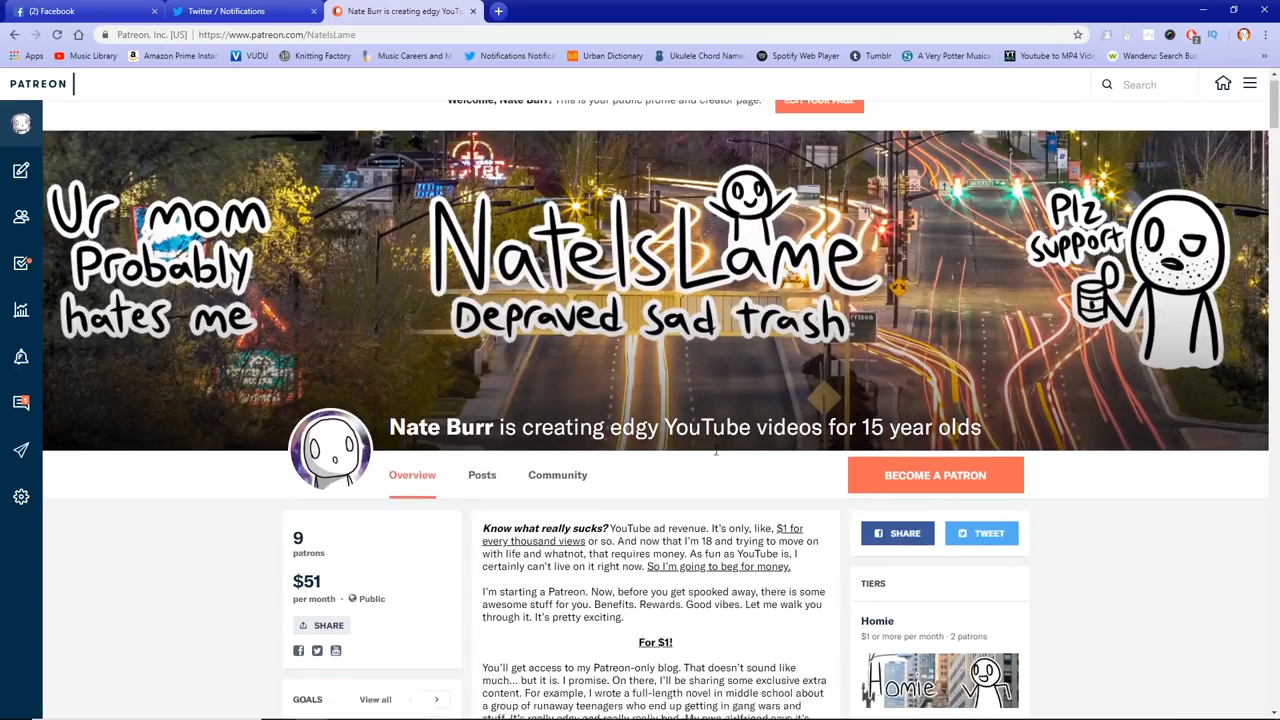 (2) Facebook
Twitter / Notifications
Nate Burr is creating edgy YouTu
Patreon, Inc. [US] | https://www.patreon.com/NateIsLame
Apps Music Library Amazon Prime Instan VUDU Knitting Factory Music Careers and M Notifications Notific Urban Dictionary Ukulele Chord Name Spotify Web Player Tumblr A Very Potter Musica Youtube to MP4 Vide Wanderu: Search Bus
PATREON
Search
Welcome, Nate Burr! This is your public profile and creator page.
EDIT YOUR PAGE
Ur mom
Probably
hates me
NateIsLame
Depraved sad trash
Plz
support
Nate Burr is creating edgy YouTube videos for 15 year olds
Overview Posts Community
BECOME A PATRON
9
patrons
$51
per month · Public
SHARE
GOALS View all
Know what really sucks? YouTube ad revenue. It's only, like, $1 for
every thousand views or so. And now that I'm 18 and trying to move on
with life and whatnot, that requires money. As fun as YouTube is, I
certainly can't live on it right now. So I'm going to beg for money.
I'm starting a Patreon. Now, before you get spooked away, there is some
awesome stuff for you. Benefits. Rewards. Good vibes. Let me walk you
through it. It's pretty exciting.
For $1!
You'll get access to my Patreon-only blog. That doesn't sound like
much... but it is. I promise. On there, I'll be sharing some exclusive extra
content. For example, I wrote a full-length novel in middle school about
a group of runaway teenagers who end up getting in gang wars and
SHARE TWEET
TIERS
Homie
$1 or more per month · 2 patrons
Homie